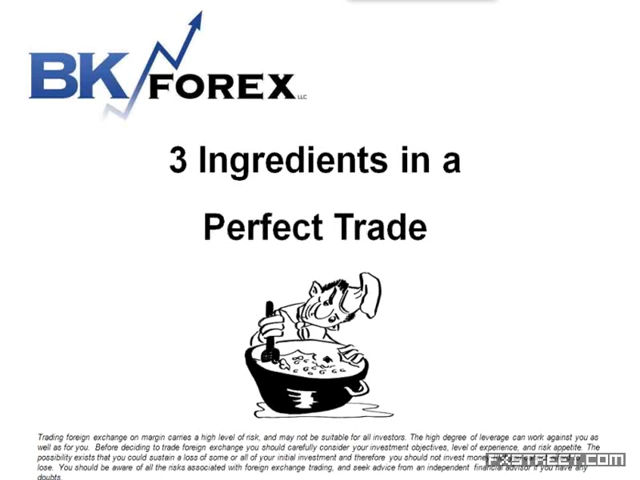 BK FOREX LLC
3 Ingredients in a
Perfect Trade
Trading foreign exchange on margin carries a high level of risk, and may not be suitable for all investors. The high degree of leverage can work against you as
well as for you. Before deciding to trade foreign exchange you should carefully consider your investment objectives, level of experience, and risk appetite. The
possibility exists that you could sustain a loss of some or all of your initial investment and therefore you should not invest
lose. You should be aware of all the risks associated with foreign exchange trading, and seek advice from an independent financial advisor if you have any
doubts.
FXSTREET.COM